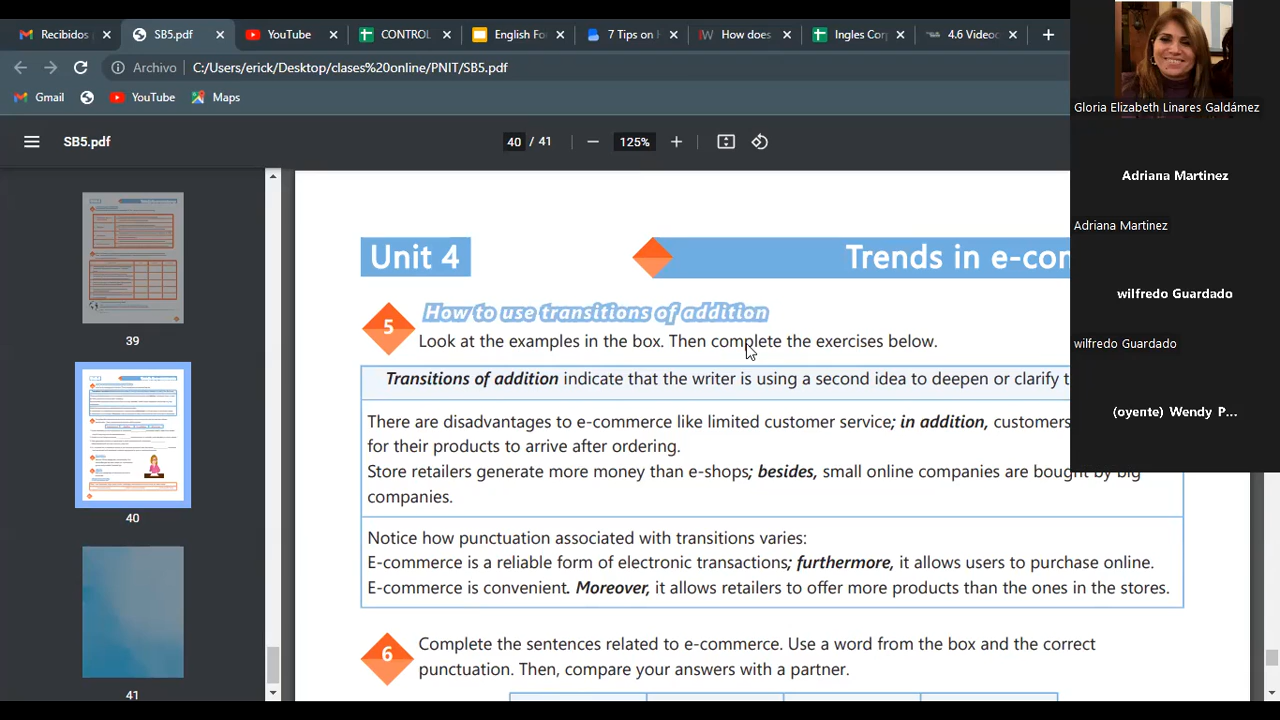 Recibidos
SB5.pdf
YouTube
CONTRO
English Fo
7 Tips on
How does
Ingles Cor
4.6 Video
Archivo
C:/Users/erick/Desktop/clases%20online/PNIT/SB5.pdf
Gmail
YouTube
Maps
SB5.pdf
40 / 41
125%
Gloria Elizabeth Linares Galdámez
Adriana Martinez
Adriana Martinez
wilfredo Guardado
wilfredo Guardado
(oyente) Wendy P...
39
40
41
Unit 4
Trends in e-com
5
How to use transitions of addition
Look at the examples in the box. Then complete the exercises below.
Transitions of addition indicate that the writer is using a second idea to deepen or clarify t
There are disadvantages to e-commerce like limited customer service; in addition, customers
for their products to arrive after ordering.
Store retailers generate more money than e-shops; besides, small online companies are bought by big
companies.
Notice how punctuation associated with transitions varies:
E-commerce is a reliable form of electronic transactions; furthermore, it allows users to purchase online.
E-commerce is convenient. Moreover, it allows retailers to offer more products than the ones in the stores.
6
Complete the sentences related to e-commerce. Use a word from the box and the correct
punctuation. Then, compare your answers with a partner.